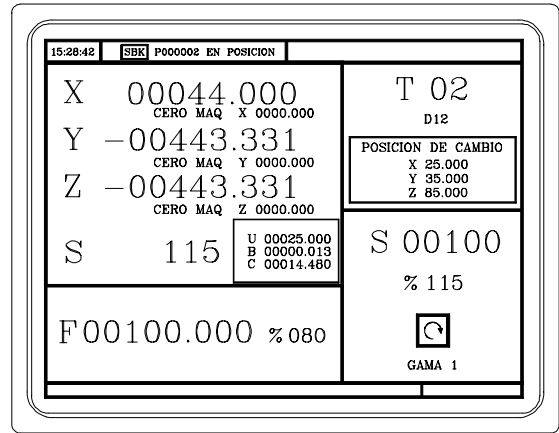 15:28:42 SBK P000002 EN POSICION
X 00044.000
CERO MAQ X 0000.000
Y -00443.331
CERO MAQ Y 0000.000
Z -00443.331
CERO MAQ Z 0000.000
S 115
U 00025.000
B 00000.013
C 00014.480
F00100.000 % 080
T 02
D12
POSICION DE CAMBIO
X 25.000
Y 35.000
Z 85.000
S 00100
% 115
GAMA 1